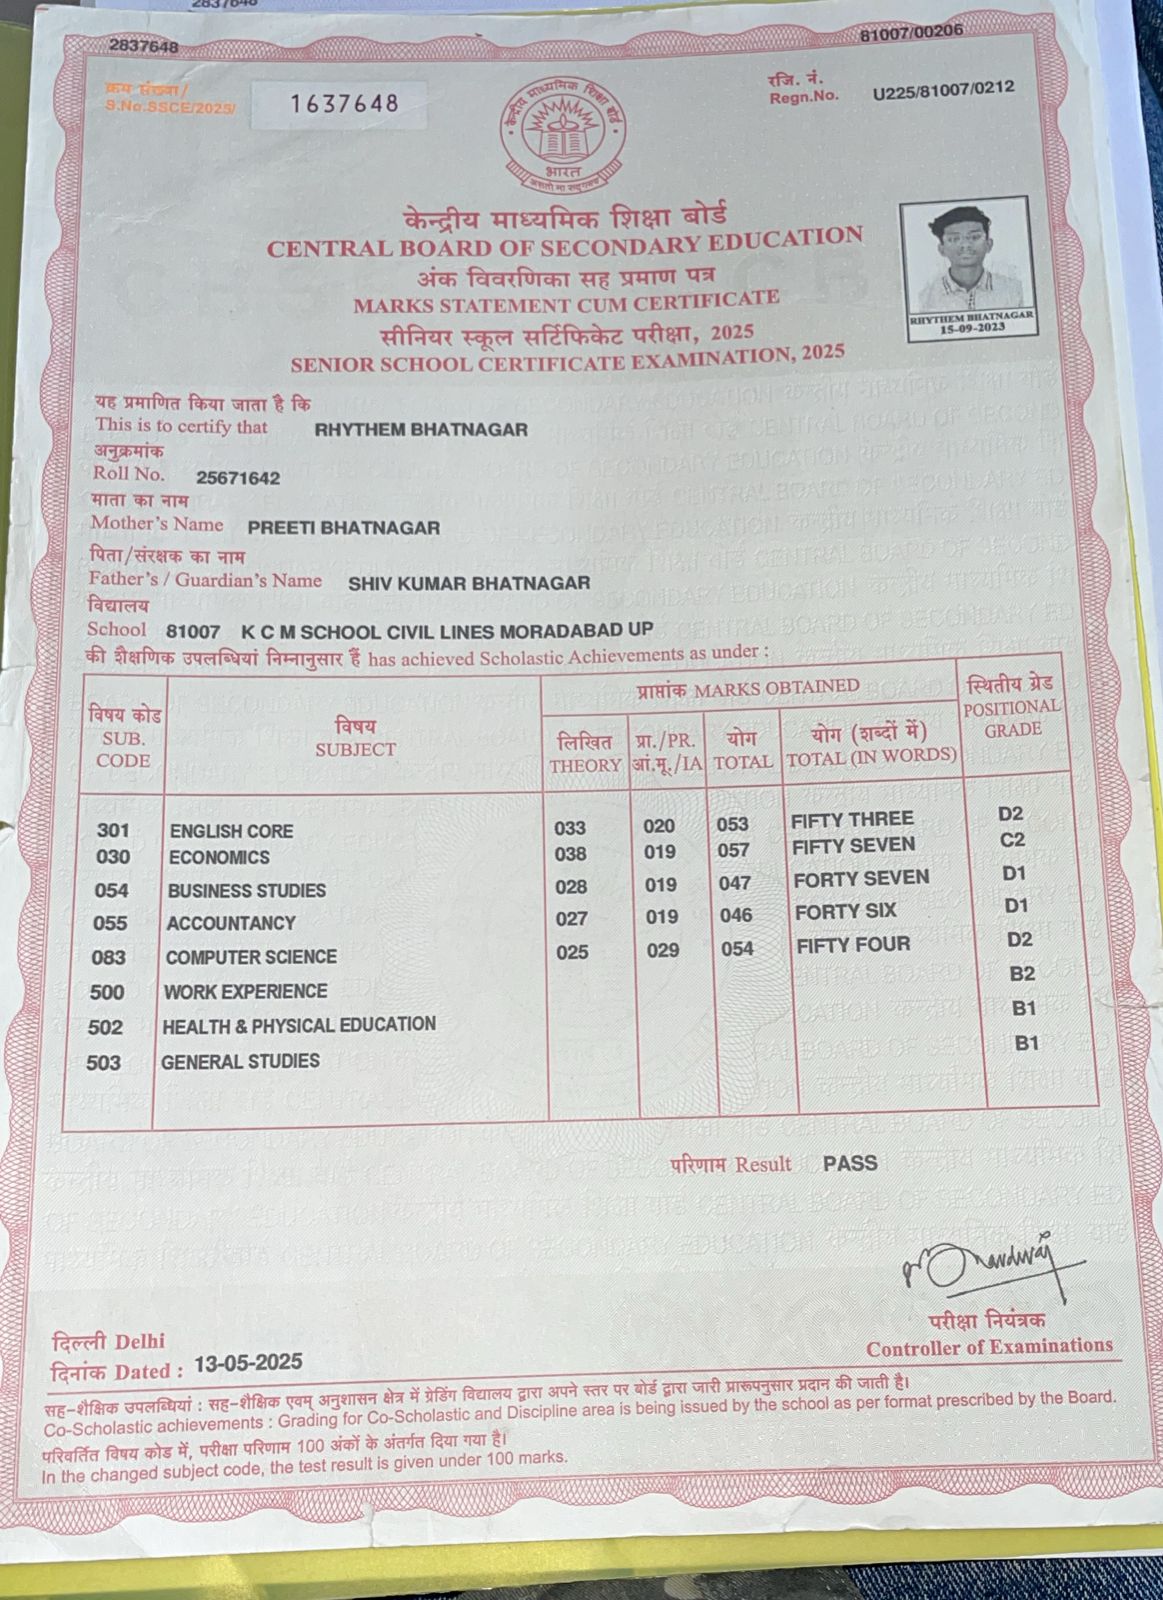 2837648
2837648
81007/00206
क्रम संख्या/
S.No.SSCE/2025/
1637648
रजि. नं.
Regn.No. U225/81007/0212
केन्द्रीय माध्यमिक शिक्षा बोर्ड
भारत
असतो मा सद्गमय
केन्द्रीय माध्यमिक शिक्षा बोर्ड
CENTRAL BOARD OF SECONDARY EDUCATION
अंक विवरणिका सह प्रमाण पत्र
MARKS STATEMENT CUM CERTIFICATE
सीनियर स्कूल सर्टिफिकेट परीक्षा, 2025
SENIOR SCHOOL CERTIFICATE EXAMINATION, 2025
RHYTHEM BHATNAGAR
15-09-2023
यह प्रमाणित किया जाता है कि
This is to certify that RHYTHEM BHATNAGAR
अनुक्रमांक
Roll No. 25671642
माता का नाम
Mother's Name PREETI BHATNAGAR
पिता/संरक्षक का नाम
Father's / Guardian's Name SHIV KUMAR BHATNAGAR
विद्यालय
School 81007 K C M SCHOOL CIVIL LINES MORADABAD UP
की शैक्षणिक उपलब्धियां निम्नानुसार हैं has achieved Scholastic Achievements as under :
विषय कोड
SUB.
CODE
विषय
SUBJECT
प्राप्तांक MARKS OBTAINED
लिखित
THEORY
प्रा./PR.
आं.मू./IA
योग
TOTAL
योग (शब्दों में)
TOTAL (IN WORDS)
स्थितीय ग्रेड
POSITIONAL
GRADE
301 ENGLISH CORE 033 020 053 FIFTY THREE D2
030 ECONOMICS 038 019 057 FIFTY SEVEN C2
054 BUSINESS STUDIES 028 019 047 FORTY SEVEN D1
055 ACCOUNTANCY 027 019 046 FORTY SIX D1
083 COMPUTER SCIENCE 025 029 054 FIFTY FOUR D2
500 WORK EXPERIENCE B2
502 HEALTH & PHYSICAL EDUCATION B1
503 GENERAL STUDIES B1
परिणाम Result PASS
परीक्षा नियंत्रक
Controller of Examinations
दिल्ली Delhi
दिनांक Dated : 13-05-2025
सह-शैक्षिक उपलब्धियां : सह-शैक्षिक एवम् अनुशासन क्षेत्र में ग्रेडिंग विद्यालय द्वारा अपने स्तर पर बोर्ड द्वारा जारी प्रारूपनुसार प्रदान की जाती है।
Co-Scholastic achievements : Grading for Co-Scholastic and Discipline area is being issued by the school as per format prescribed by the Board.
परिवर्तित विषय कोड में, परीक्षा परिणाम 100 अंकों के अंतर्गत दिया गया है।
In the changed subject code, the test result is given under 100 marks.